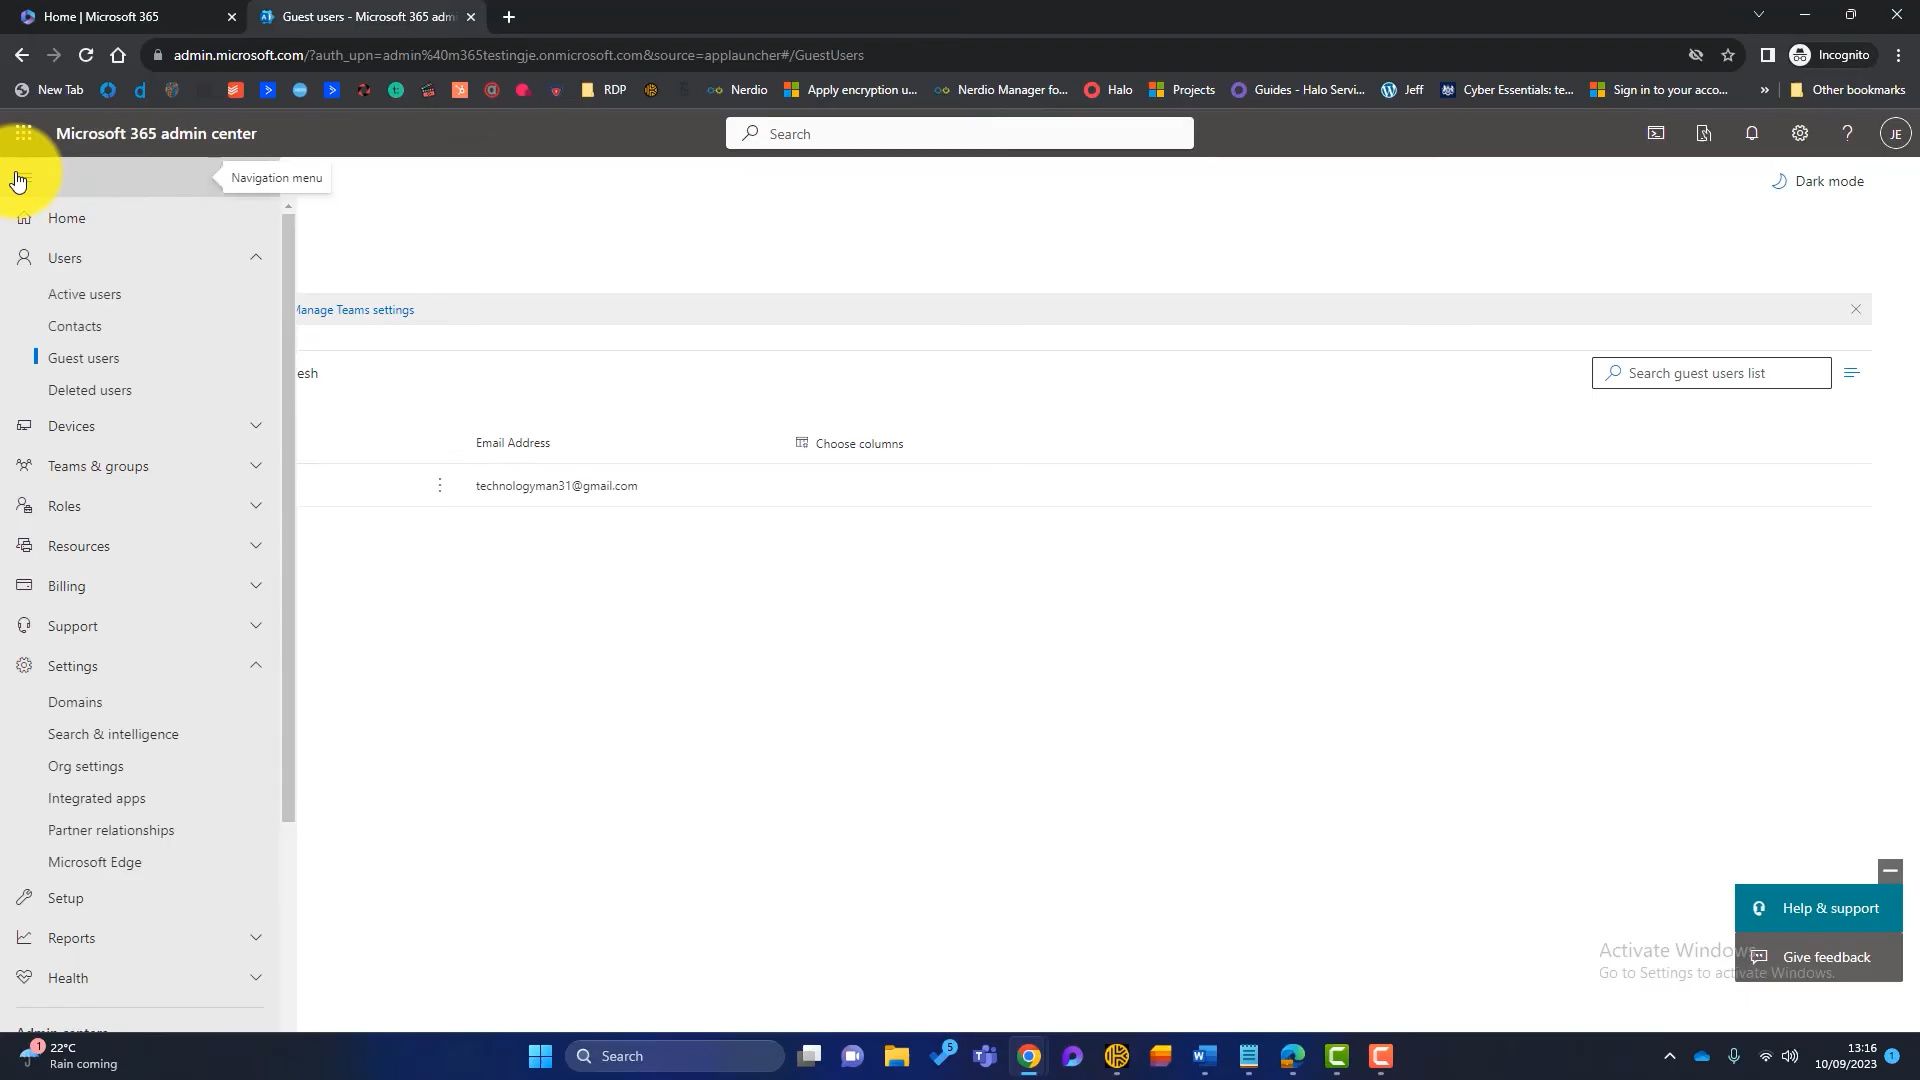 Home | Microsoft 365
Guest users - Microsoft 365 adm
admin.microsoft.com/?auth_upn=admin%40m365testingje.onmicrosoft.com&source=applauncher#/GuestUsers
Incognito
New Tab
RDP
Nerdio
Apply encryption u...
Nerdio Manager fo...
Halo
Projects
Guides - Halo Servi...
Jeff
Cyber Essentials: te...
Sign in to your acco...
Other bookmarks
Microsoft 365 admin center
Search
JE
Navigation menu
Dark mode
Home
Users
Active users
Contacts
Guest users
Deleted users
Devices
Teams & groups
Roles
Resources
Billing
Support
Settings
Domains
Search & intelligence
Org settings
Integrated apps
Partner relationships
Microsoft Edge
Setup
Reports
Health
Manage Teams settings
esh
Search guest users list
Email Address
Choose columns
technologyman31@gmail.com
Help & support
Give feedback
Activate Windows
Go to Settings to activate Windows.
1
22°C
Rain coming
Search
5
13:16
10/09/2023
1